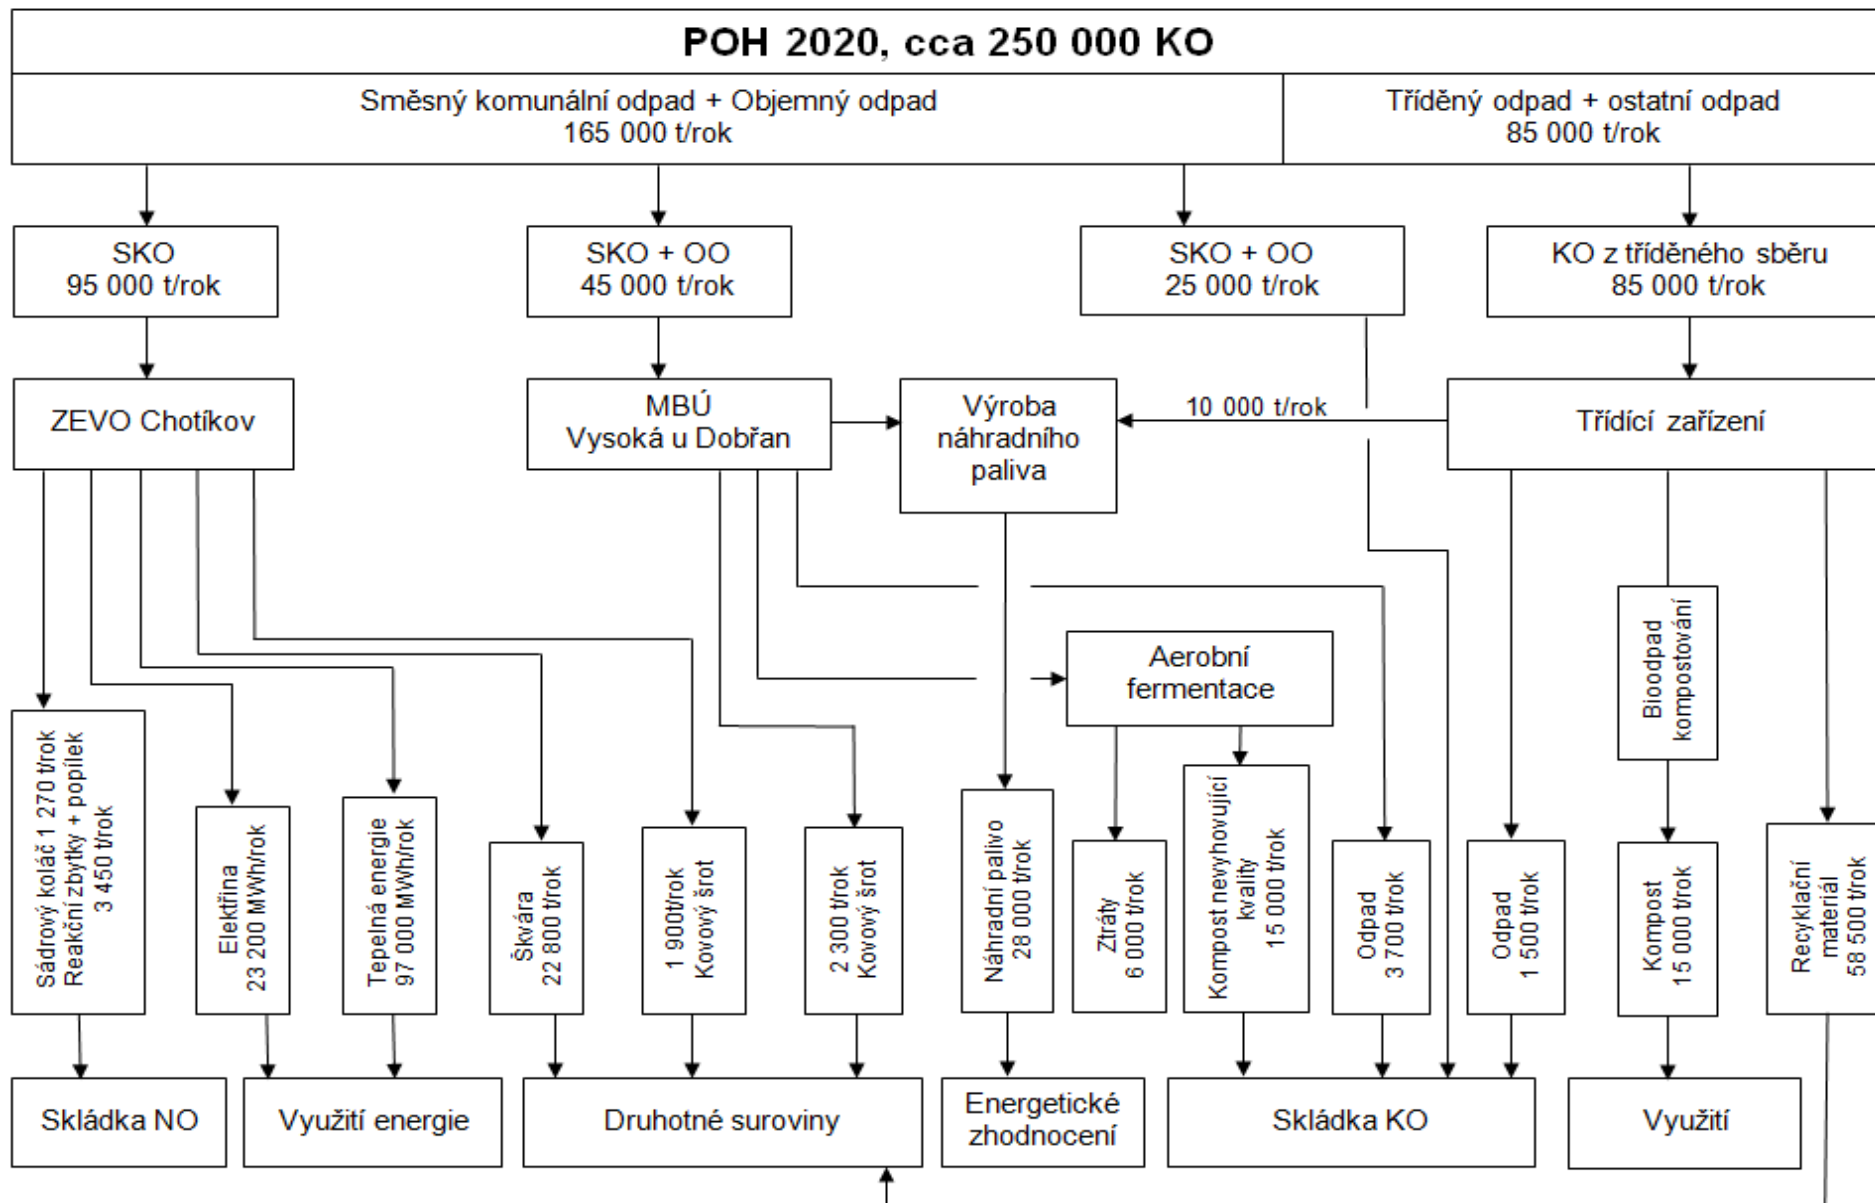 POH 2020, cca 250 000 KO
Směsný komunální odpad + Objemný odpad
165 000 t/rok
Tříděný odpad + ostatní odpad
85 000 t/rok
SKO
95 000 t/rok
SKO + OO
45 000 t/rok
SKO + OO
25 000 t/rok
KO z tříděného sběru
85 000 t/rok
ZEVO Chotíkov
MBÚ
Vysoká u Dobřan
Výroba
náhradního
paliva
10 000 t/rok
Třídící zařízení
Aerobní
fermentace
Bioodpad
kompostování
Sádrový koláč 1 270 t/rok
Reakční zbytky + popílek
3 450 t/rok
Elektřina
23 200 MWh/rok
Tepelná energie
97 000 MWh/rok
Škvára
22 800 t/rok
1 900t/rok
Kovový šrot
2 300 t/rok
Kovový šrot
Náhradní palivo
28 000 t/rok
Ztráty
6 000 t/rok
Kompost nevyhovující
kvality
15 000 t/rok
Odpad
3 700 t/rok
Odpad
1 500 t/rok
Kompost
15 000 t/rok
Recyklační
materiál
58 500 t/rok
Skládka NO
Využití energie
Druhotné suroviny
Energetické
zhodnocení
Skládka KO
Využití